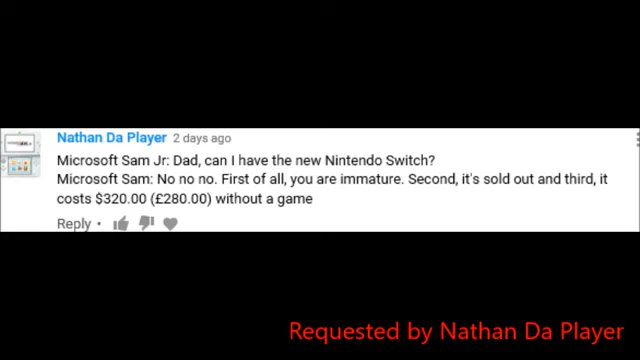 Nathan Da Player 2 days ago
Microsoft Sam Jr: Dad, can I have the new Nintendo Switch?
Microsoft Sam: No no no. First of all, you are immature. Second, it's sold out and third, it
costs $320.00 (£280.00) without a game
Reply •
Requested by Nathan Da Player